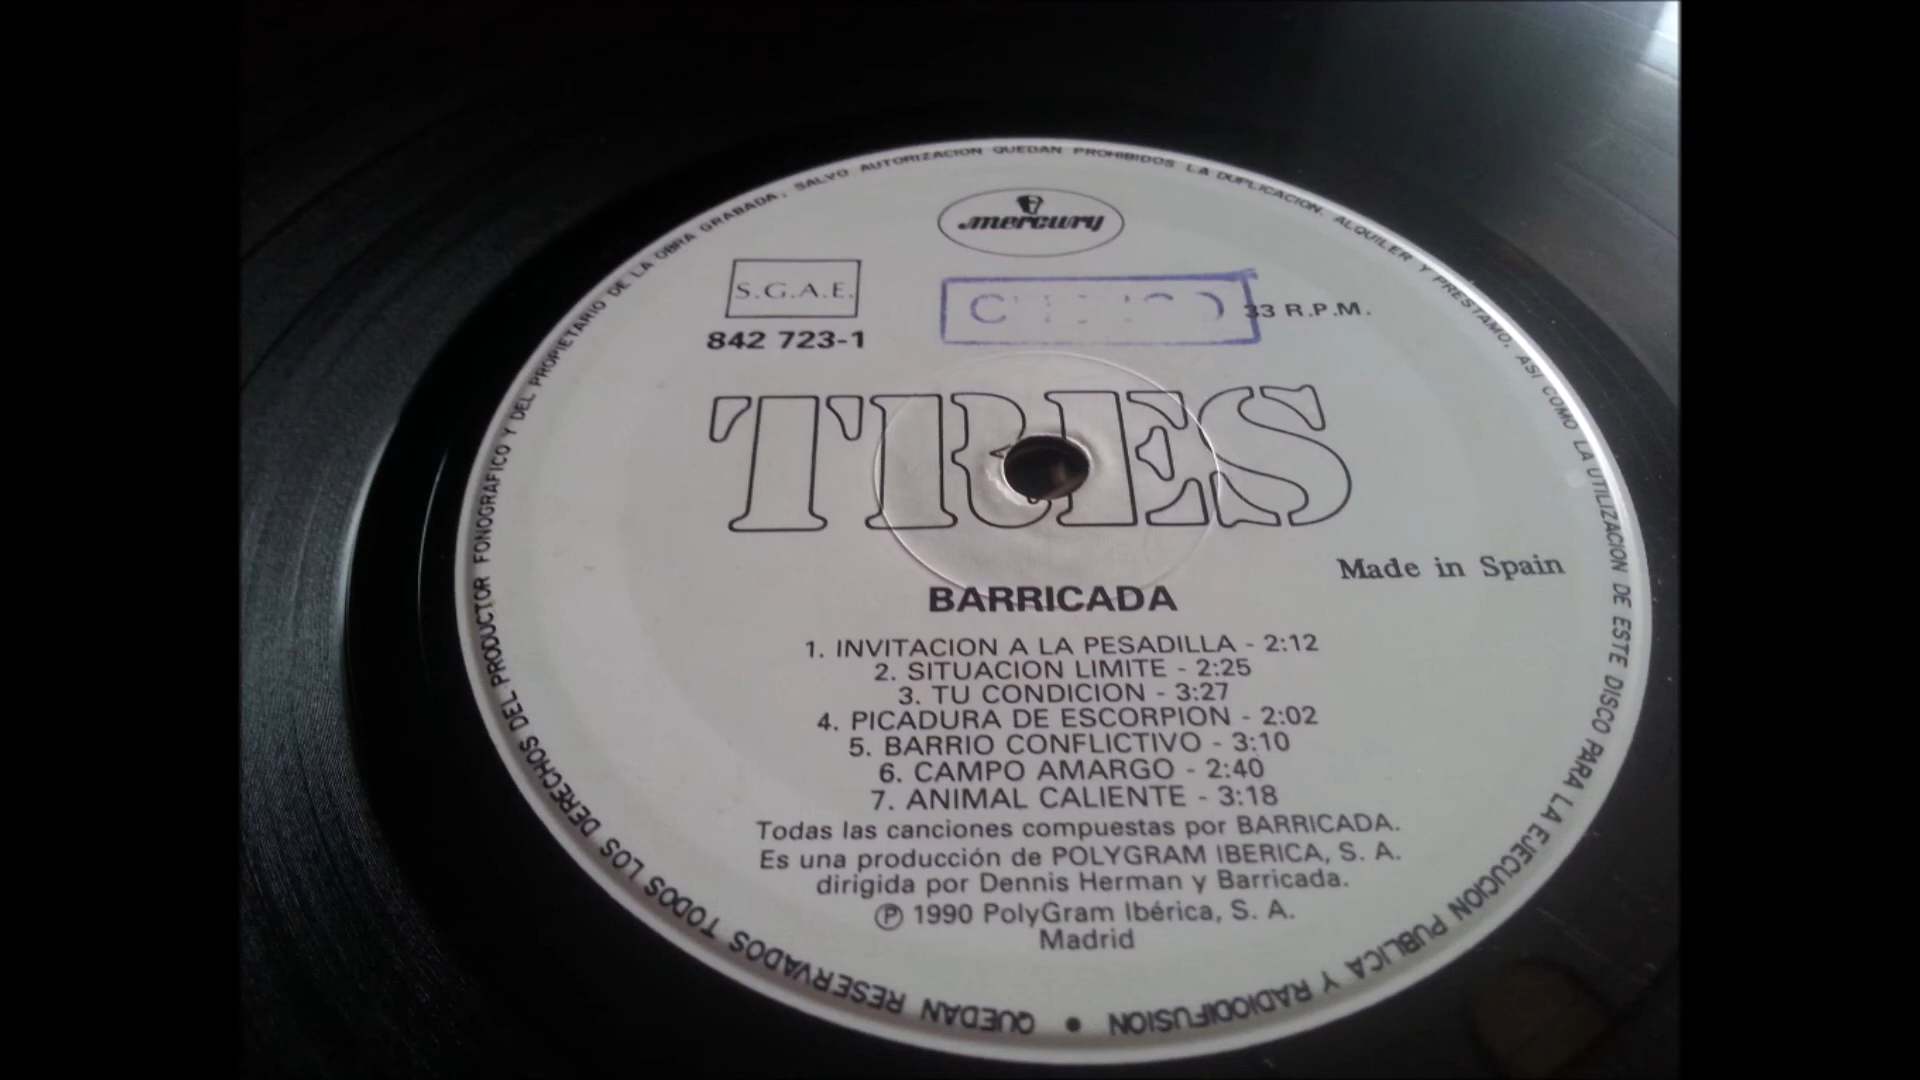 mercury
S.G.A.E.
842 723-1
33 R.P.M.
TRES
Made in Spain
BARRICADA
1. INVITACION A LA PESADILLA - 2:12
2. SITUACION LIMITE - 2:25
3. TU CONDICION - 3:27
4. PICADURA DE ESCORPION - 2:02
5. BARRIO CONFLICTIVO - 3:10
6. CAMPO AMARGO - 2:40
7. ANIMAL CALIENTE - 3:18
Todas las canciones compuestas por BARRICADA.
Es una producción de POLYGRAM IBERICA, S. A.
dirigida por Dennis Herman y Barricada.
Ⓟ 1990 PolyGram Ibérica, S. A.
Madrid
QUEDAN RESERVADOS TODOS LOS DERECHOS DEL PRODUCTOR FONOGRAFICO Y DEL PROPIETARIO DE LA OBRA GRABADA. SALVO AUTORIZACION QUEDAN PROHIBIDOS LA DUPLICACION, ALQUILER Y PRESTAMO, ASI COMO LA UTILIZACION DE ESTE DISCO PARA LA EJECUCION PUBLICA Y RADIODIFUSION •